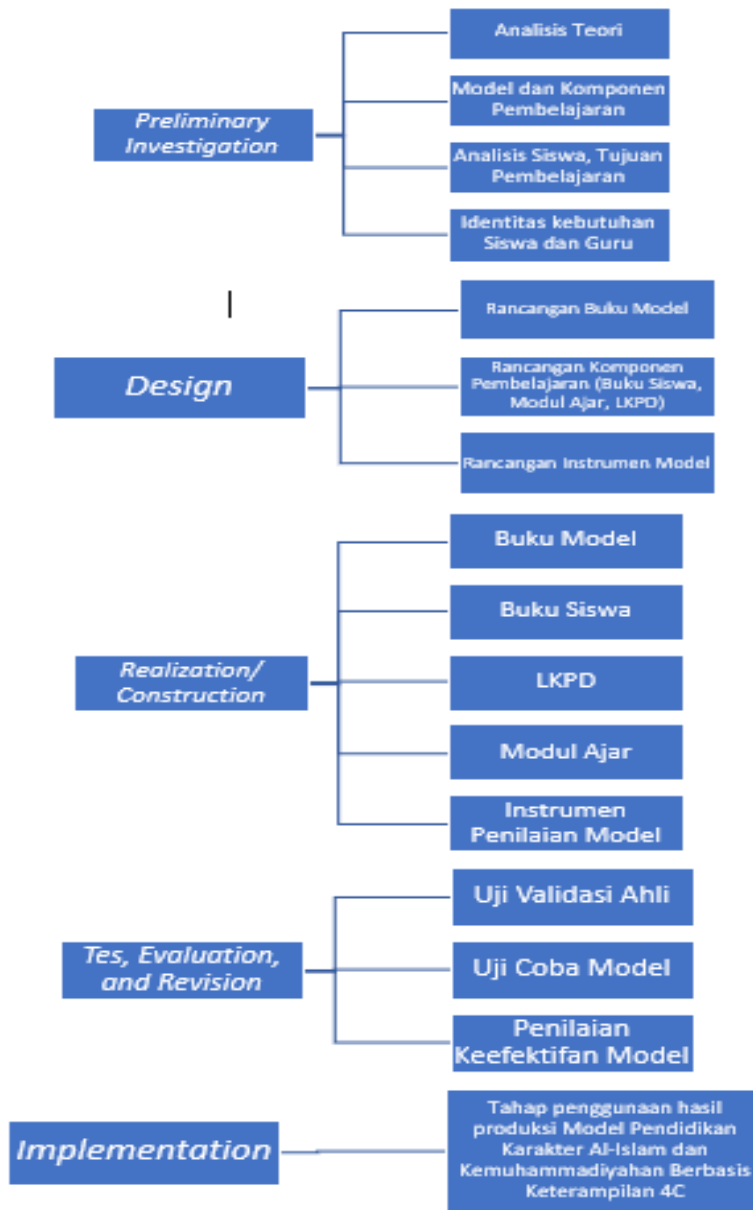 Preliminary
Investigation
Analisis Teori
Model dan Komponen
Pembelajaran
Analisis Siswa, Tujuan
Pembelajaran
Identitas kebutuhan
Siswa dan Guru
Design
Rancangan Buku Model
Rancangan Komponen
Pembelajaran (Buku Siswa,
Modul Ajar, LKPD)
Rancangan Instrumen Model
Realization/
Construction
Buku Model
Buku Siswa
LKPD
Modul Ajar
Instrumen
Penilaian Model
Tes, Evaluation,
and Revision
Uji Validasi Ahli
Uji Coba Model
Penilaian
Keefektifan Model
Implementation
Tahap penggunaan hasil
produksi Model Pendidikan
Karakter Al-Islam dan
Kemuhammadiyahan Berbasis
Keterampilan 4C